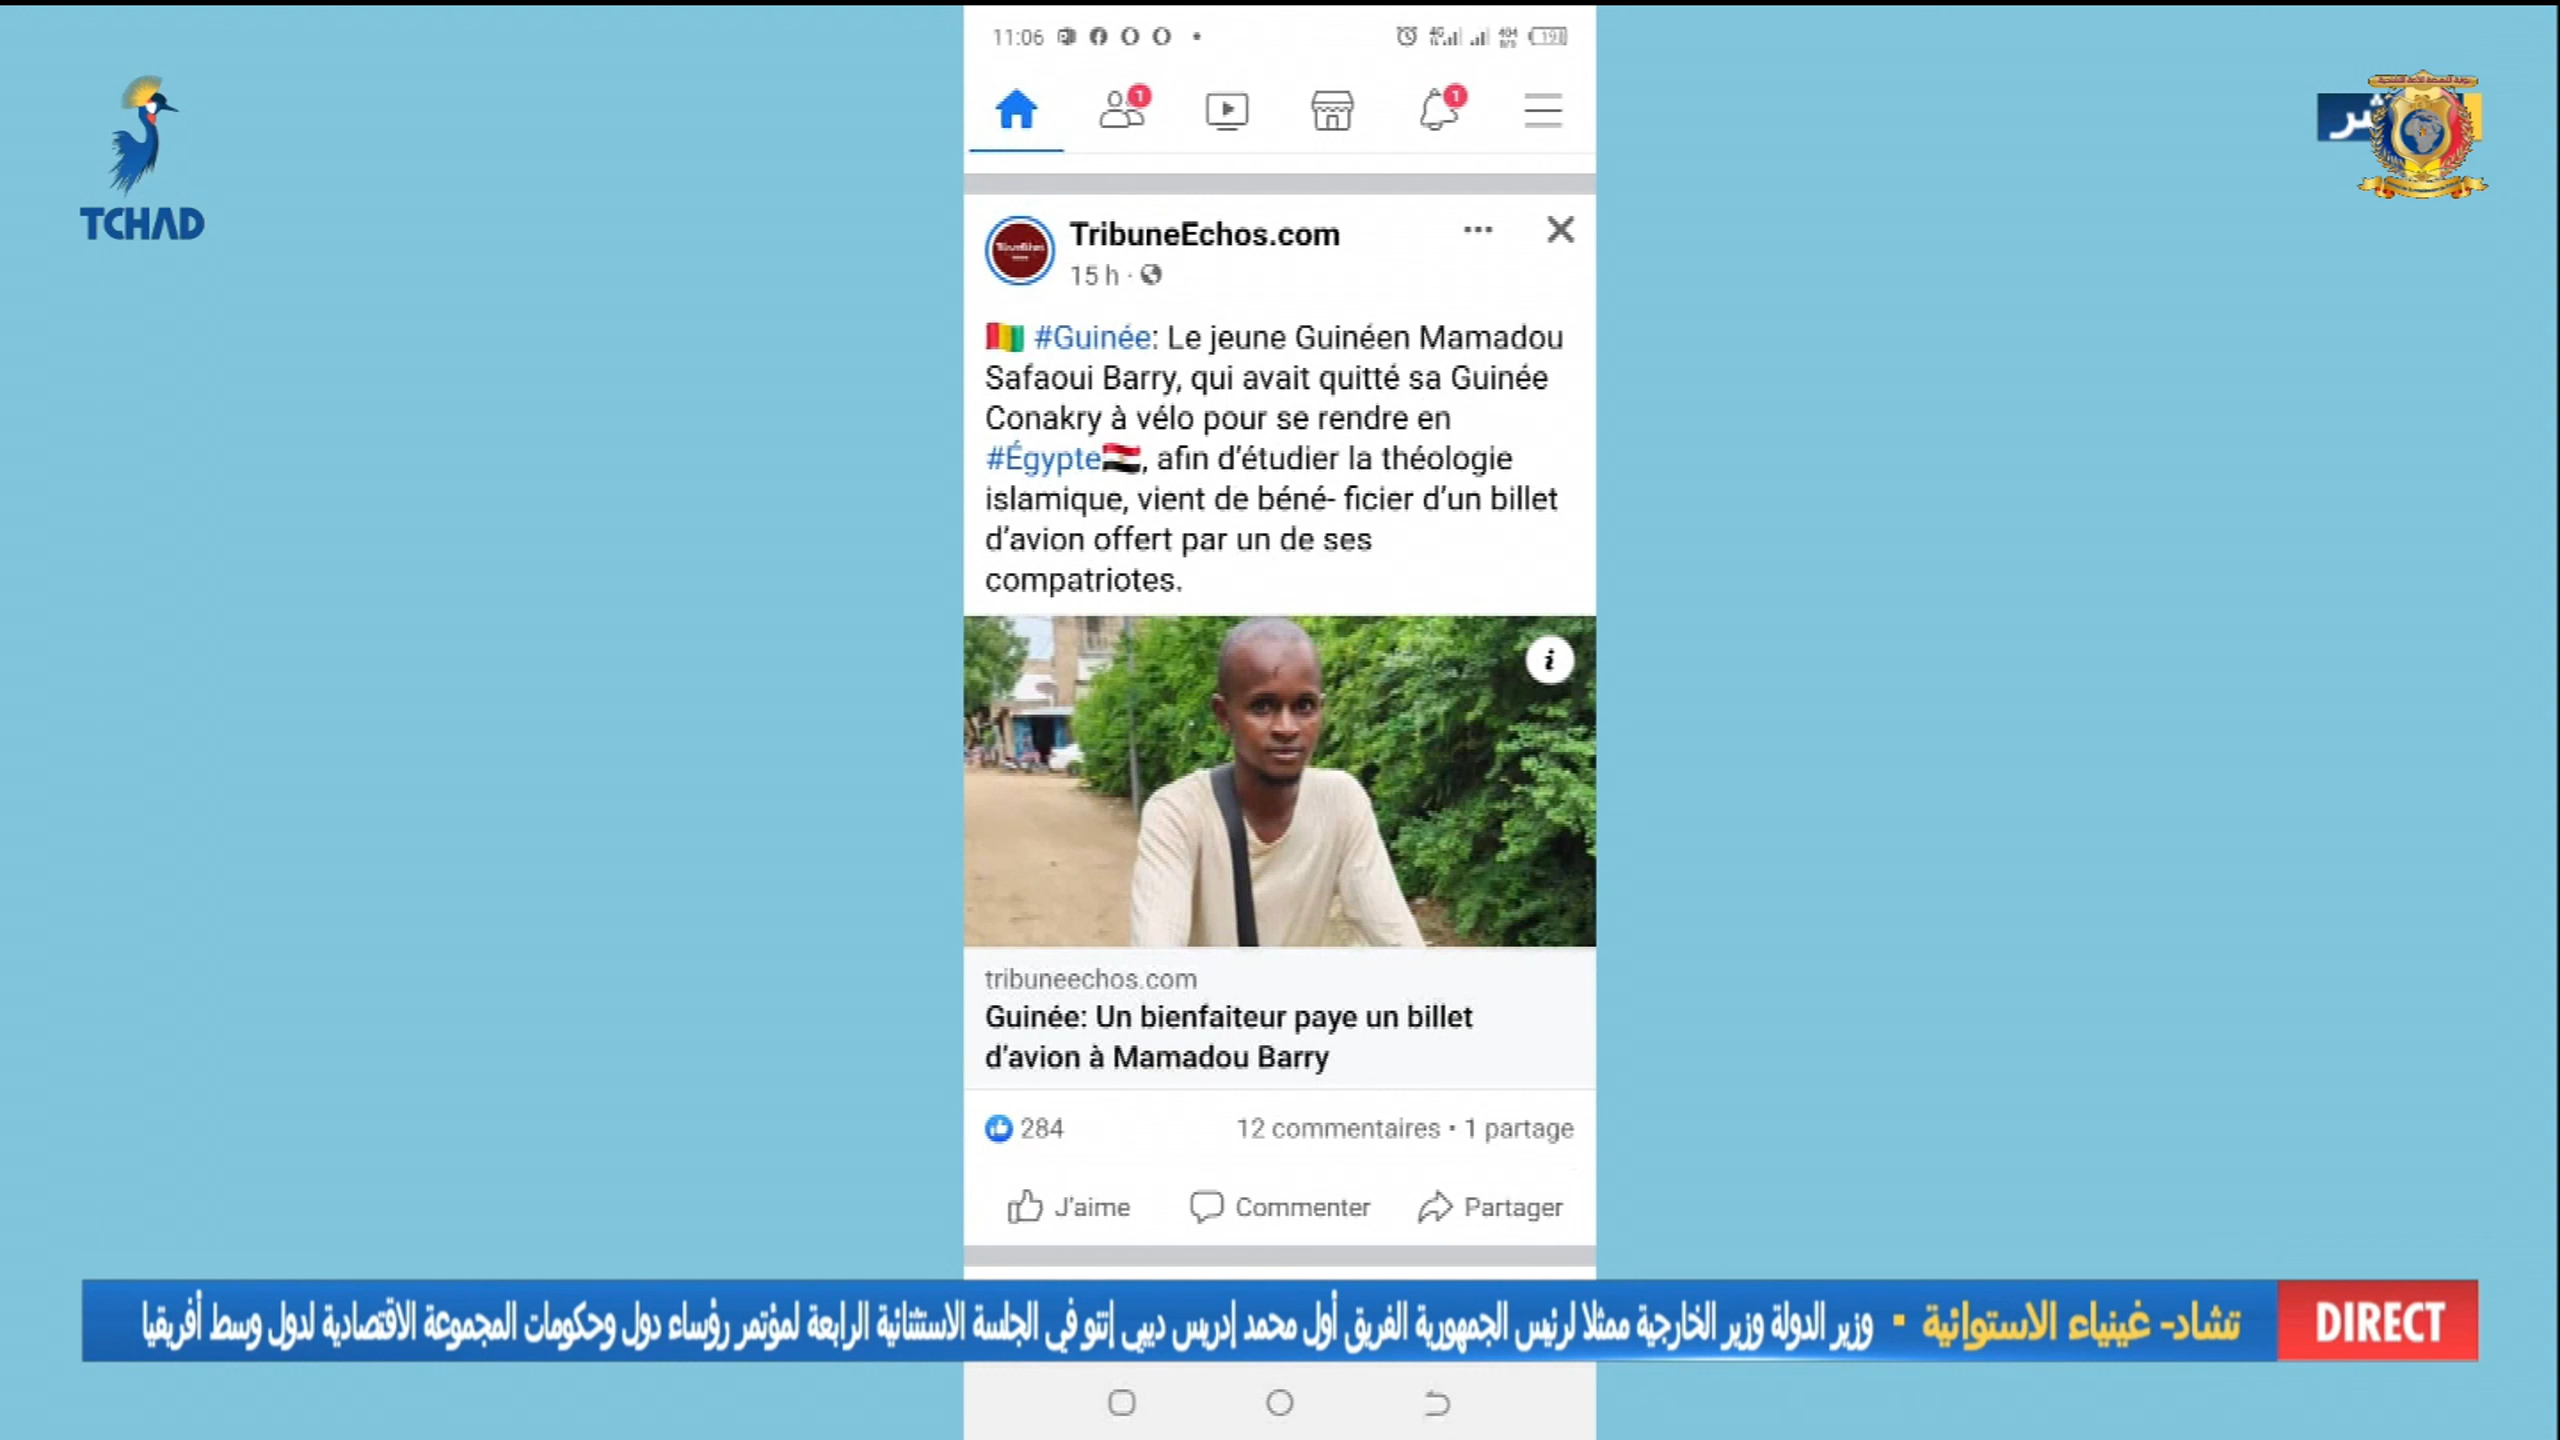 11:06
TCHAD
TribuneEchos.com
15 h
#Guinée: Le jeune Guinéen Mamadou
Safaoui Barry, qui avait quitté sa Guinée
Conakry à vélo pour se rendre en
#Égypte, afin d’étudier la théologie
islamique, vient de béné- ficier d’un billet
d’avion offert par un de ses
compatriotes.
tribuneechos.com
Guinée: Un bienfaiteur paye un billet
d’avion à Mamadou Barry
284
12 commentaires • 1 partage
J’aime
Commenter
Partager
تشاد- غينياء الاستوائية ▪ وزير الدولة وزير الخارجية ممثلا لرئيس الجمهورية الفريق أول محمد إدريس ديبي إتنو في الجلسة الاستثنائية الرابعة لمؤتمر رؤساء دول وحكومات المجموعة الاقتصادية لدول وسط أفريقيا
DIRECT